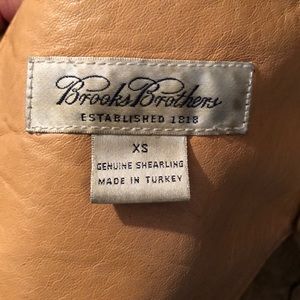 Brooks Brothers
ESTABLISHED 1818
XS
GENUINE SHEARLING
MADE IN TURKEY